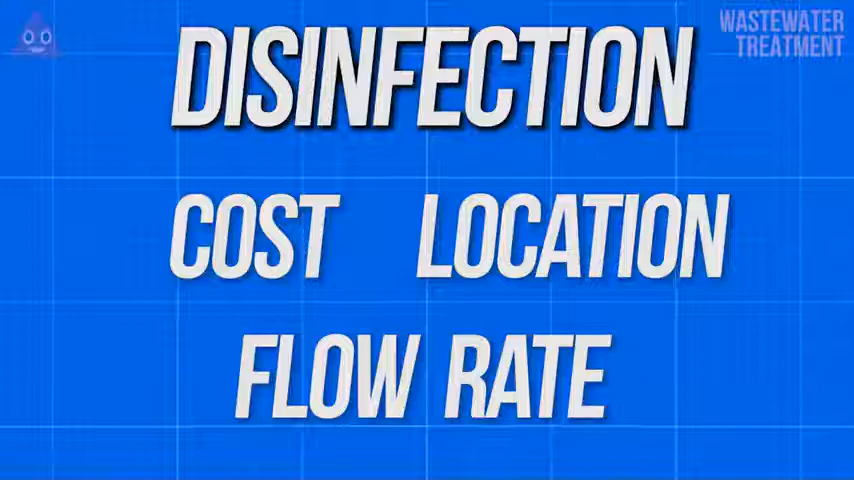 WASTEWATER
TREATMENT
DISINFECTION
COST LOCATION
FLOW RATE